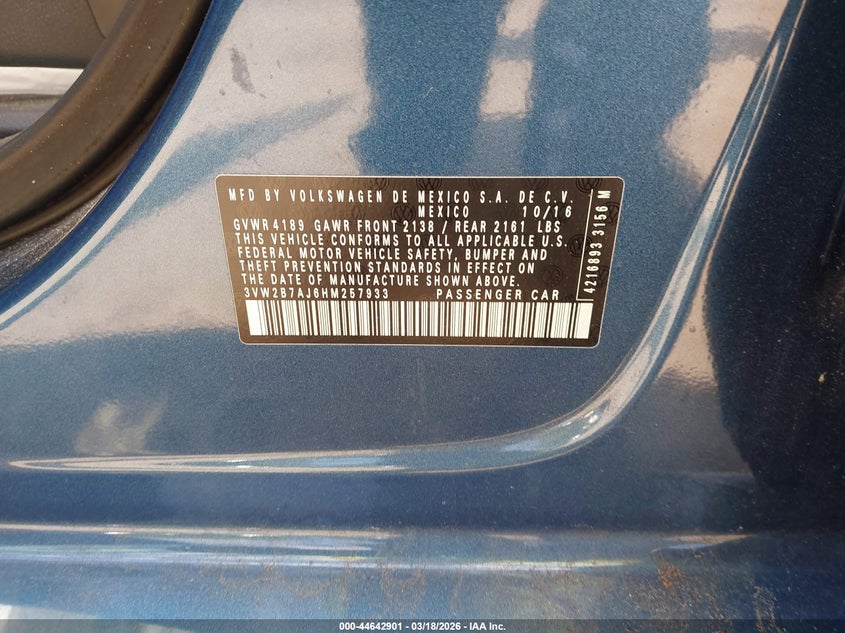 MFD BY VOLKSWAGEN DE MEXICO S.A. DE C.V.
MEXICO 10/16
GVWR 4189 GAWR FRONT 2138 / REAR 2161 LBS
THIS VEHICLE CONFORMS TO ALL APPLICABLE U.S.
FEDERAL MOTOR VEHICLE SAFETY, BUMPER AND
THEFT PREVENTION STANDARDS IN EFFECT ON
THE DATE OF MANUFACTURE SHOWN ABOVE.
3VW2B7AJ6HM257933 PASSENGER CAR
4216893 3156 M
000-44642901 - 03/18/2026 - IAA Inc.